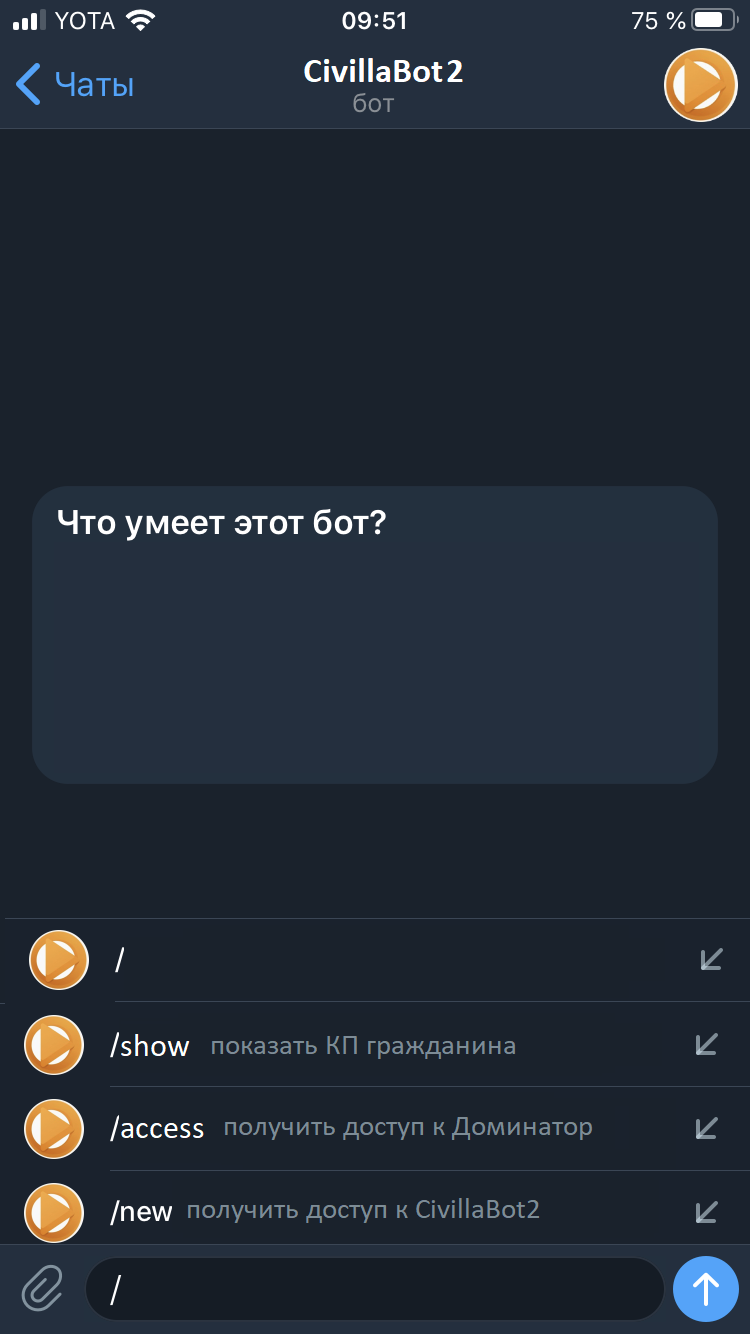 YOTA 09:51 75 %
Чаты
CivillaBot2
бот
Что умеет этот бот?
/
/show показать КП гражданина
/access получить доступ к Доминатор
/new получить доступ к CivillaBot2
/